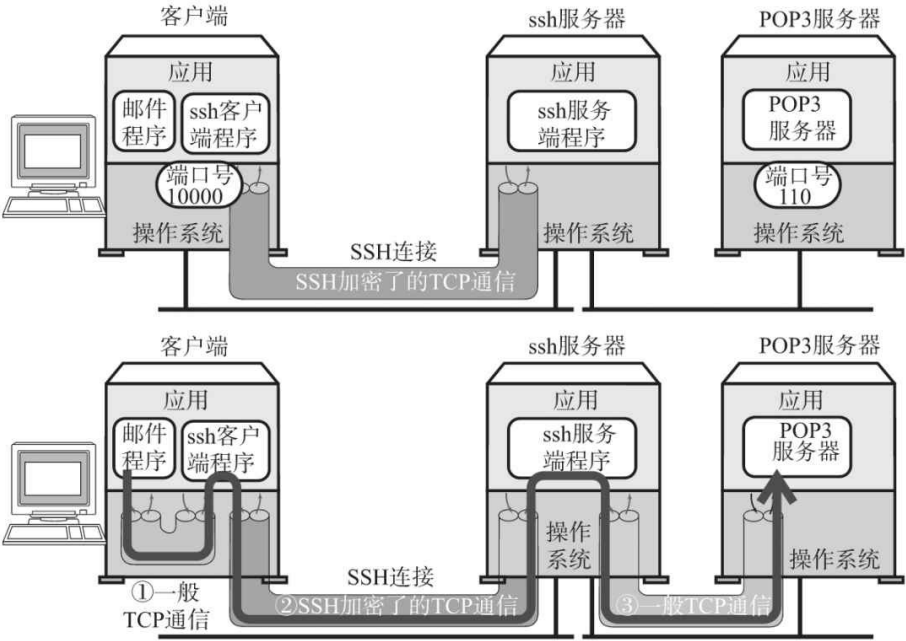 客户端
ssh服务器
POP3服务器
应用
应用
应用
邮件
程序
ssh客户
端程序
ssh服务
端程序
POP3
服务器
端口号
10000
端口号
110
操作系统
操作系统
操作系统
SSH连接
SSH加密了的TCP通信
客户端
ssh服务器
POP3服务器
应用
应用
应用
邮件
程序
ssh客户
端程序
ssh服务
端程序
POP3
服务器
操作
系统
操作系统
SSH连接
①一般
TCP通信
②SSH加密了的TCP通信
③一般TCP通信